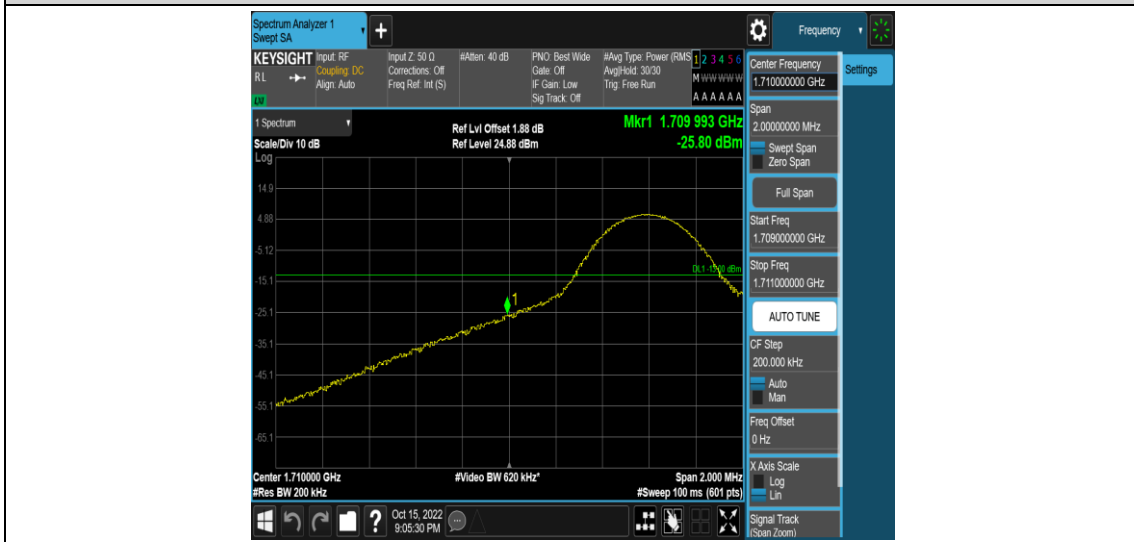 Spectrum Analyzer 1
Swept SA
+
Frequency
KEYSIGHT
RL
LXI
Input: RF
Coupling: DC
Align: Auto
Input Z: 50 Ω
Corrections: Off
Freq Ref: Int (S)
#Atten: 40 dB
PNO: Best Wide
Gate: Off
IF Gain: Low
Sig Track: Off
#Avg Type: Power (RMS
Avg|Hold: 30/30
Trig: Free Run
1 2 3 4 5 6
M W W W W W
A A A A A A
Center Frequency
1.710000000 GHz
Settings
1 Spectrum
Scale/Div 10 dB
Log
Ref Lvl Offset 1.88 dB
Ref Level 24.88 dBm
Mkr1 1.709 993 GHz
-25.80 dBm
14.9
4.88
-5.12
-15.1
-25.1
-35.1
-45.1
-55.1
-65.1
DL1 -13.00 dBm
1
Center 1.710000 GHz
#Res BW 200 kHz
#Video BW 620 kHz*
Span 2.000 MHz
#Sweep 100 ms (601 pts)
Span
2.00000000 MHz
Swept Span
Zero Span
Full Span
Start Freq
1.709000000 GHz
Stop Freq
1.711000000 GHz
AUTO TUNE
CF Step
200.000 kHz
Auto
Man
Freq Offset
0 Hz
X Axis Scale
Log
Lin
Signal Track
(Span Zoom)
?
Oct 15, 2022
9:05:30 PM